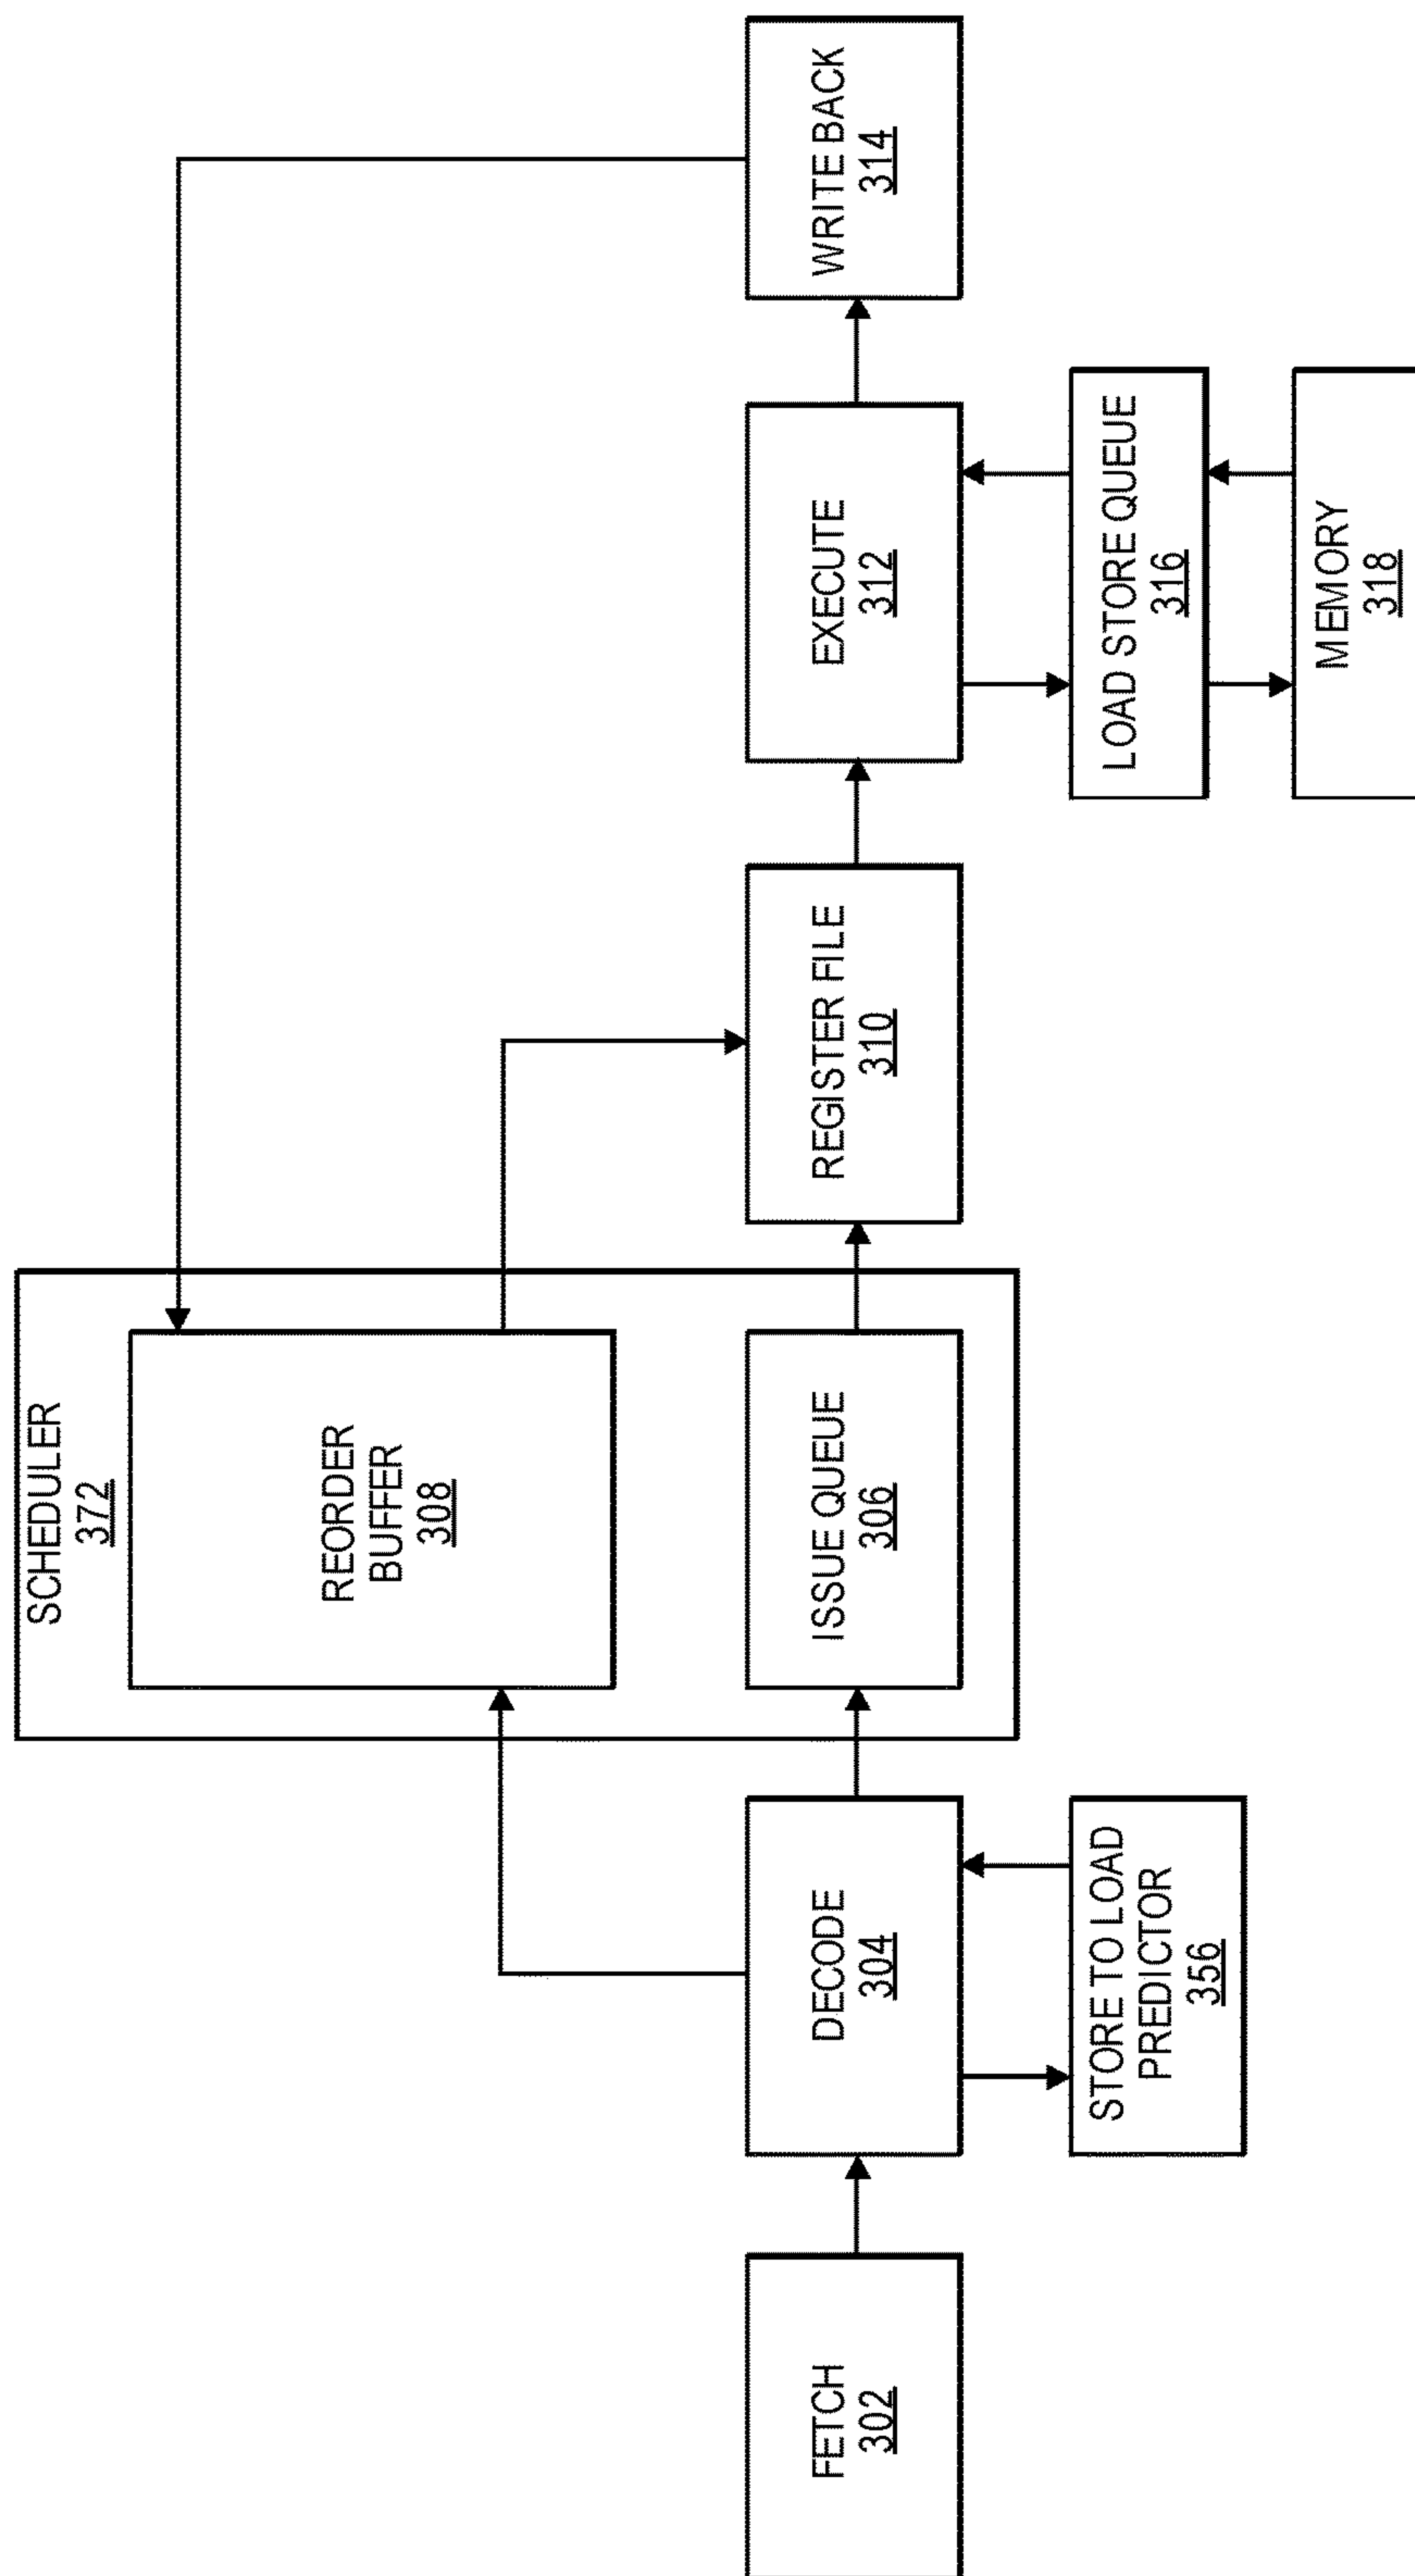 SCHEDULER
372
REORDER
BUFFER
308
FETCH
302
DECODE
304
ISSUE QUEUE
306
REGISTER FILE
310
EXECUTE
312
WRITE BACK
314
STORE TO LOAD
PREDICTOR
356
LOAD STORE QUEUE
316
MEMORY
318